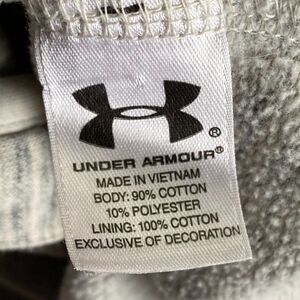 UNDER ARMOUR®
MADE IN VIETNAM
BODY: 90% COTTON
10% POLYESTER
LINING: 100% COTTON
EXCLUSIVE OF DECORATION